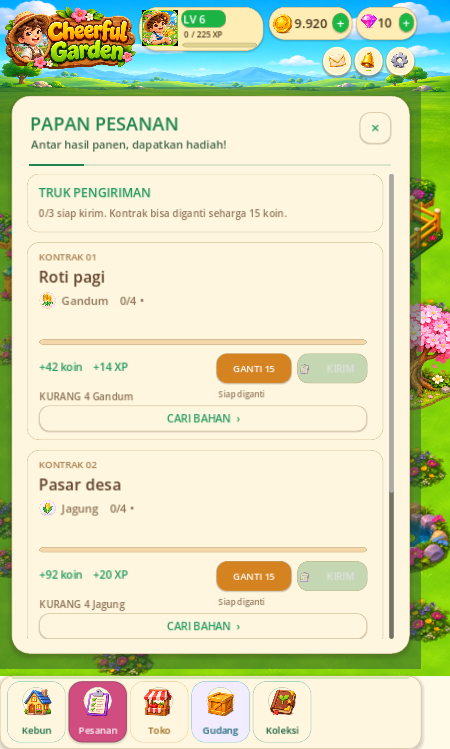 Cheerful
Garden
LV 6
0 / 225 XP
9.920 +
10 +
PAPAN PESANAN
Antar hasil panen, dapatkan hadiah!
×
TRUK PENGIRIMAN
0/3 siap kirim. Kontrak bisa diganti seharga 15 koin.
KONTRAK 01
Roti pagi
Gandum 0/4 •
+42 koin +14 XP
GANTI 15
KIRIM
Siap diganti
KURANG 4 Gandum
CARI BAHAN ›
KONTRAK 02
Pasar desa
Jagung 0/4 •
+92 koin +20 XP
GANTI 15
KIRIM
Siap diganti
KURANG 4 Jagung
CARI BAHAN ›
Kebun
Pesanan
Toko
Gudang
Koleksi